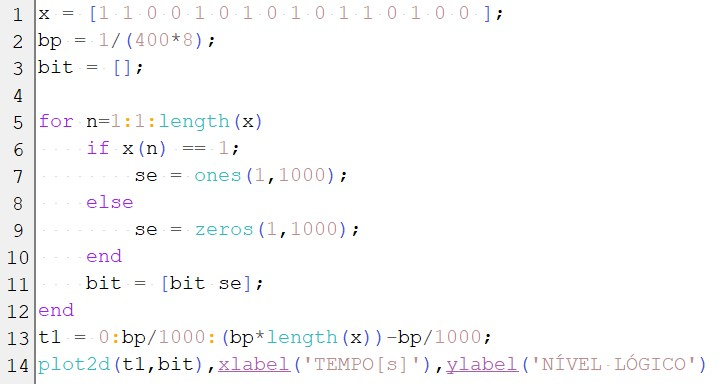 1 x = [1 1 0 0 1 0 1 0 1 0 1 1 0 1 0 0 ];
2 bp = 1/(400*8);
3 bit = [];
4
5 for n=1:1:length(x)
6 if x(n) == 1;
7 se = ones(1,1000);
8 else
9 se = zeros(1,1000);
10 end
11 bit = [bit se];
12 end
13 t1 = 0:bp/1000:(bp*length(x))-bp/1000;
14 plot2d(t1,bit),xlabel('TEMPO[s]'),ylabel('NÍVEL LÓGICO')